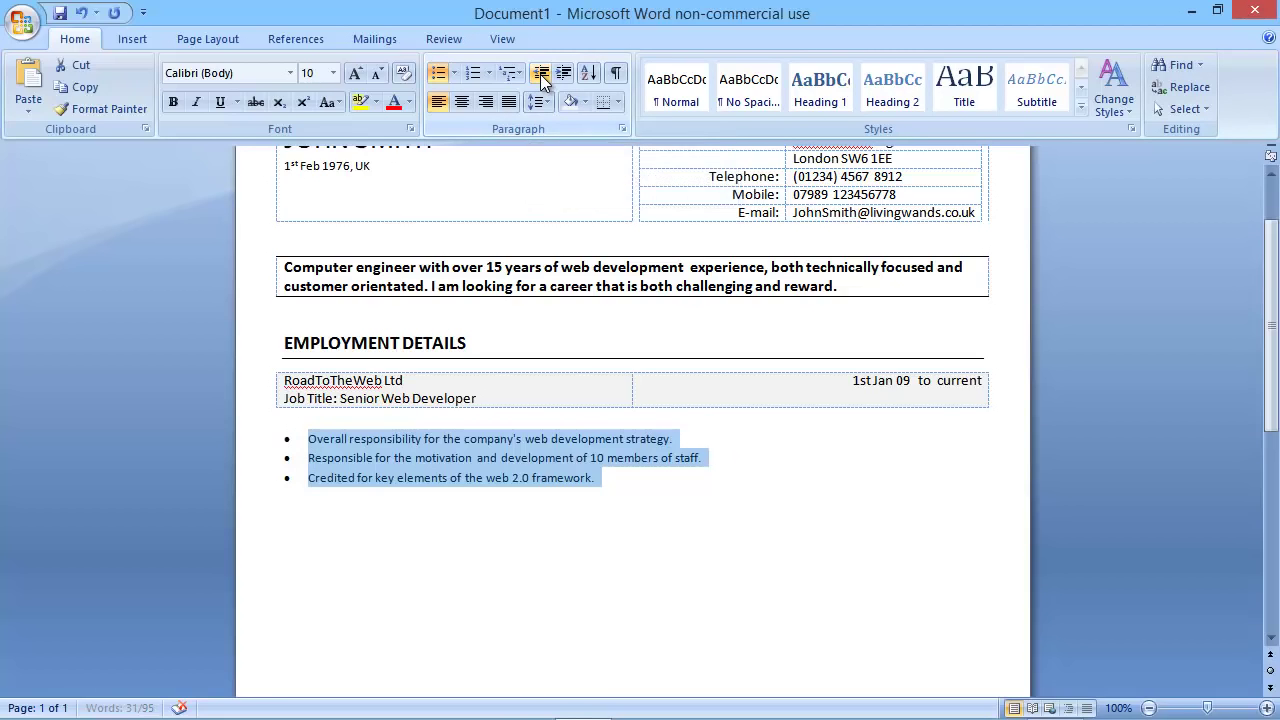 Document1 - Microsoft Word non-commercial use
Home Insert Page Layout References Mailings Review View
Paste
Cut
Copy
Format Painter
Clipboard
Calibri (Body) 10
B I U abc X₂ X² Aa ab A
Font
Paragraph
AaBbCcDc AaBbCcDc AaBbC AaBbCc AaB AaBbCc.
¶ Normal ¶ No Spaci... Heading 1 Heading 2 Title Subtitle
Change Styles
Styles
Find
Replace
Select
Editing
1st Feb 1976, UK
London SW6 1EE
Telephone: (01234) 4567 8912
Mobile: 07989 123456778
E-mail: JohnSmith@livingwands.co.uk
Computer engineer with over 15 years of web development experience, both technically focused and
customer orientated. I am looking for a career that is both challenging and reward.
EMPLOYMENT DETAILS
RoadToTheWeb Ltd 1st Jan 09 to current
Job Title: Senior Web Developer
• Overall responsibility for the company's web development strategy.
• Responsible for the motivation and development of 10 members of staff.
• Credited for key elements of the web 2.0 framework.
Page: 1 of 1 Words: 31/95 100%